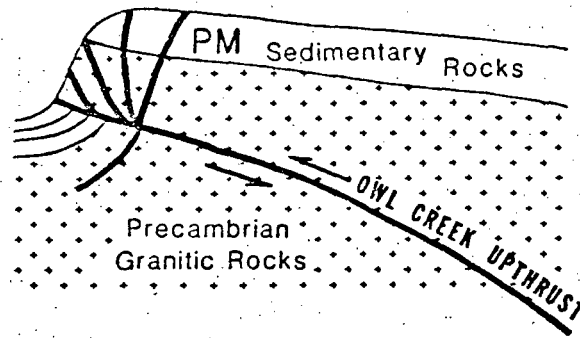 PM Sedimentary Rocks
OWL CREEK UPTHRUST
Precambrian
Granitic Rocks